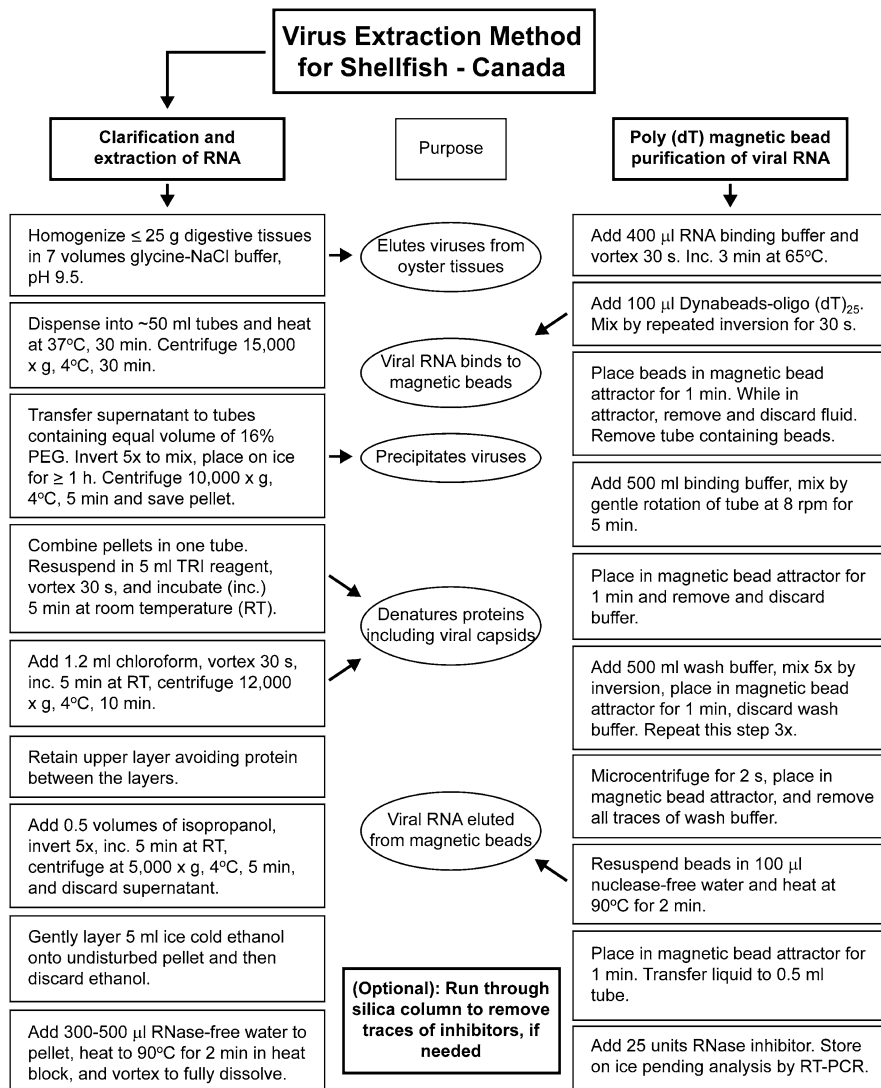 Virus Extraction Method
for Shellfish - Canada
Clarification and
extraction of RNA
Homogenize ≤ 25 g digestive tissues
in 7 volumes glycine-NaCl buffer,
pH 9.5.
Dispense into ~50 ml tubes and heat
at 37ºC, 30 min. Centrifuge 15,000
x g, 4ºC, 30 min.
Transfer supernatant to tubes
containing equal volume of 16%
PEG. Invert 5x to mix, place on ice
for ≥ 1 h. Centrifuge 10,000 x g,
4ºC, 5 min and save pellet.
Combine pellets in one tube.
Resuspend in 5 ml TRI reagent,
vortex 30 s, and incubate (inc.)
5 min at room temperature (RT).
Add 1.2 ml chloroform, vortex 30 s,
inc. 5 min at RT, centrifuge 12,000
x g, 4ºC, 10 min.
Retain upper layer avoiding protein
between the layers.
Add 0.5 volumes of isopropanol,
invert 5x, inc. 5 min at RT,
centrifuge at 5,000 x g, 4ºC, 5 min,
and discard supernatant.
Gently layer 5 ml ice cold ethanol
onto undisturbed pellet and then
discard ethanol.
Add 300-500 µl RNase-free water to
pellet, heat to 90ºC for 2 min in heat
block, and vortex to fully dissolve.
Purpose
Elutes viruses from
oyster tissues
Viral RNA binds to
magnetic beads
Precipitates viruses
Denatures proteins
including viral capsids
Viral RNA eluted
from magnetic beads
(Optional): Run through
silica column to remove
traces of inhibitors, if
needed
Poly (dT) magnetic bead
purification of viral RNA
Add 400 µl RNA binding buffer and
vortex 30 s. Inc. 3 min at 65ºC.
Add 100 µl Dynabeads-oligo (dT)25.
Mix by repeated inversion for 30 s.
Place beads in magnetic bead
attractor for 1 min. While in
attractor, remove and discard fluid.
Remove tube containing beads.
Add 500 ml binding buffer, mix by
gentle rotation of tube at 8 rpm for
5 min.
Place in magnetic bead attractor for
1 min and remove and discard
buffer.
Add 500 ml wash buffer, mix 5x by
inversion, place in magnetic bead
attractor for 1 min, discard wash
buffer. Repeat this step 3x.
Microcentrifuge for 2 s, place in
magnetic bead attractor, and remove
all traces of wash buffer.
Resuspend beads in 100 µl
nuclease-free water and heat at
90ºC for 2 min.
Place in magnetic bead attractor for
1 min. Transfer liquid to 0.5 ml
tube.
Add 25 units RNase inhibitor. Store
on ice pending analysis by RT-PCR.